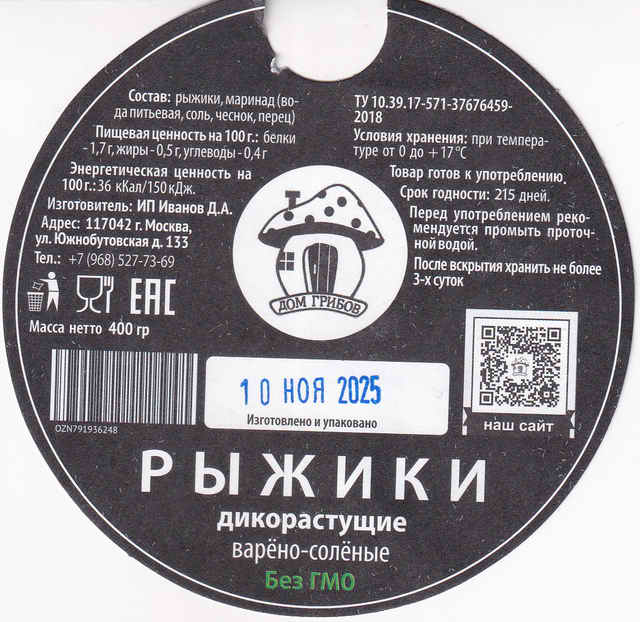 Состав: рыжики, маринад (во-
да питьевая, соль, чеснок, перец)
Пищевая ценность на 100 г.: белки
-1,7 г, жиры - 0,5 г, углеводы - 0,4 г
Энергетическая ценность на
100 г.: 36 кКал/150 кДж.
Изготовитель: ИП Иванов Д.А.
Адрес: 117042 г. Москва,
ул. Южнобутовская д. 133
Тел.: +7 (968) 527-73-69
EAC
Масса нетто 400 гр
OZN791936248
ТУ 10.39.17-571-37676459-
2018
Условия хранения: при темпера-
туре от 0 до +17°С
Товар готов к употреблению.
Срок годности: 215 дней.
Перед употреблением реко-
мендуется промыть проточ-
ной водой.
После вскрытия хранить не более
3-х суток
ДОМ ГРИБОВ
наш сайт
10 НОЯ 2025
Изготовлено и упаковано
РЫЖИКИ
дикорастущие
варёно-солёные
Без ГМО